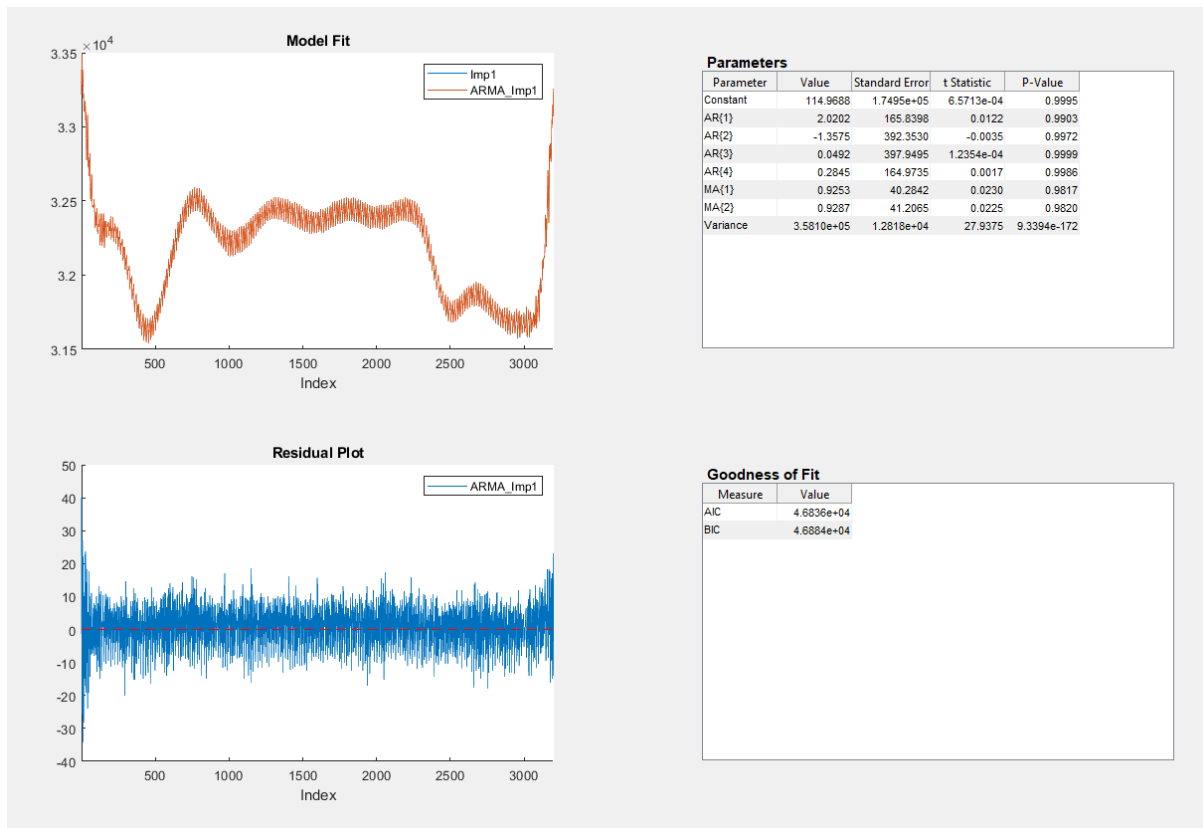 Model Fit
×10^4
3.35
3.3
3.25
3.2
3.15
500 1000 1500 2000 2500 3000
Index
Imp1
ARMA_Imp1
Parameters
Parameter Value Standard Error t Statistic P-Value
Constant 114.9688 1.7495e+05 6.5713e-04 0.9995
AR{1} 2.0202 165.8398 0.0122 0.9903
AR{2} -1.3575 392.3530 -0.0035 0.9972
AR{3} 0.0492 397.9495 1.2354e-04 0.9999
AR{4} 0.2845 164.9735 0.0017 0.9986
MA{1} 0.9253 40.2842 0.0230 0.9817
MA{2} 0.9287 41.2065 0.0225 0.9820
Variance 3.5810e+05 1.2818e+04 27.9375 9.3394e-172
Residual Plot
50
40
30
20
10
0
-10
-20
-30
-40
500 1000 1500 2000 2500 3000
Index
ARMA_Imp1
Goodness of Fit
Measure Value
AIC 4.6836e+04
BIC 4.6884e+04